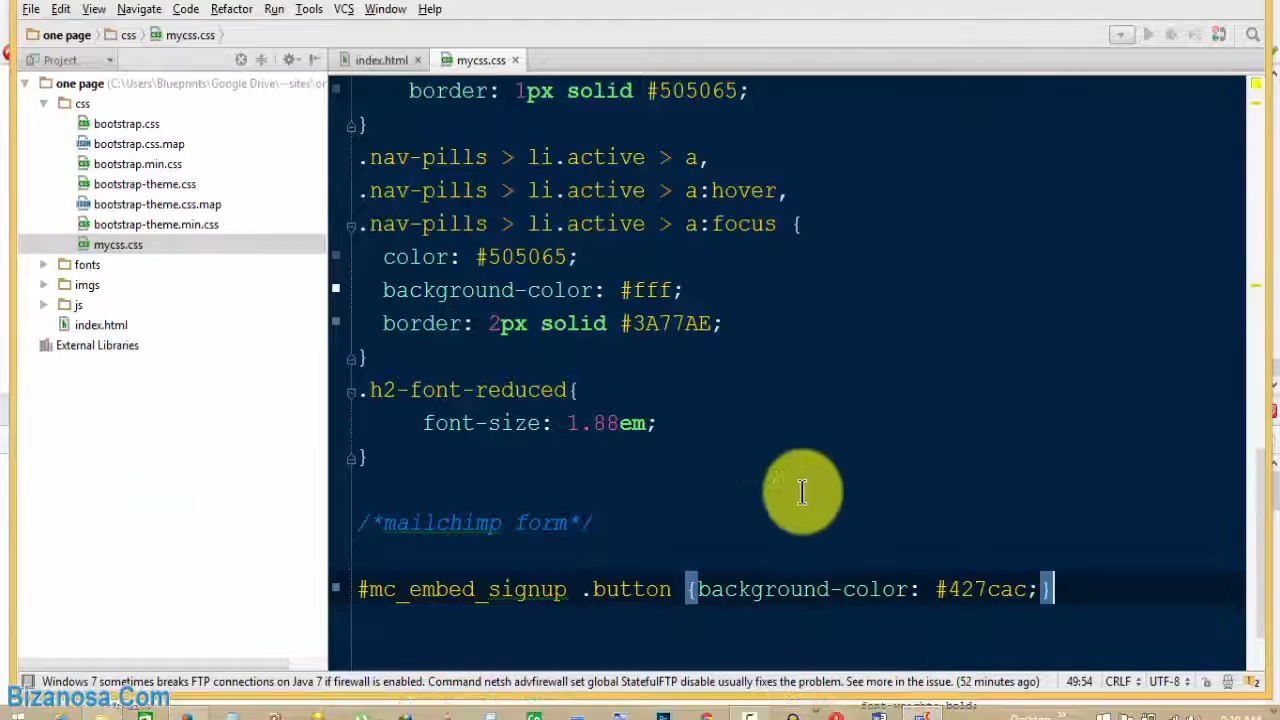 File Edit View Navigate Code Refactor Run Tools VCS Window Help
one page css mycss.css
Project index.html mycss.css
one page (C:\Users\Blueprints\Google Drive\--sites\or
css
bootstrap.css
bootstrap.css.map
bootstrap.min.css
bootstrap-theme.css
bootstrap-theme.css.map
bootstrap-theme.min.css
mycss.css
fonts
imgs
js
index.html
External Libraries
border: 1px solid #505065;
}
.nav-pills > li.active > a,
.nav-pills > li.active > a:hover,
.nav-pills > li.active > a:focus {
color: #505065;
background-color: #fff;
border: 2px solid #3A77AE;
}
.h2-font-reduced{
font-size: 1.88em;
}
/*mailchimp form*/
#mc_embed_signup .button {background-color: #427cac;}
Windows 7 sometimes breaks FTP connections on Java 7 if firewall is enabled. Command netsh advfirewall set global StatefulFTP disable usually fixes the problem. See more in the issue. (52 minutes ago) 49:54 CRLF UTF-8
Bizanosa.Com